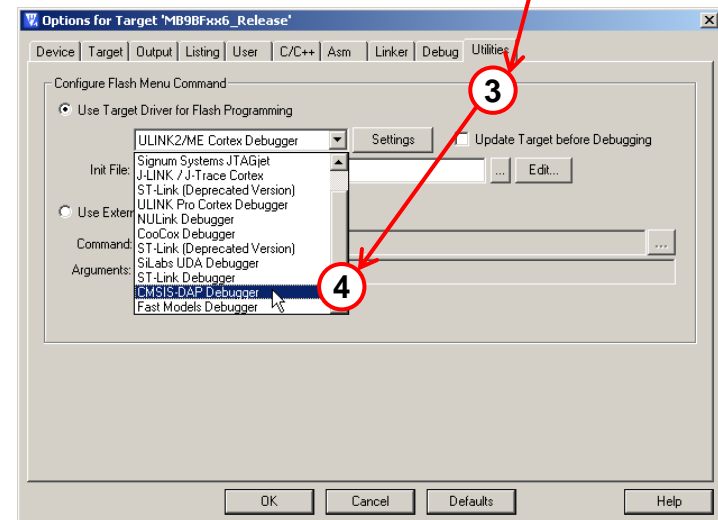 Options for Target 'MB9BFxx6_Release'
Device Target Output Listing User C/C++ Asm Linker Debug Utilities
Configure Flash Menu Command
3
Use Target Driver for Flash Programming
ULINK2/ME Cortex Debugger Settings Update Target before Debugging
Signum Systems JTAGjet
Init File: J-LINK / J-Trace Cortex ... Edit...
ST-Link (Deprecated Version)
ULINK Pro Cortex Debugger
Use Extern NULink Debugger
CooCox Debugger
Command: ST-Link (Deprecated Version) ...
Arguments: SiLabs UDA Debugger
ST-Link Debugger
CMSIS-DAP Debugger 4
Fast Models Debugger
OK Cancel Defaults Help